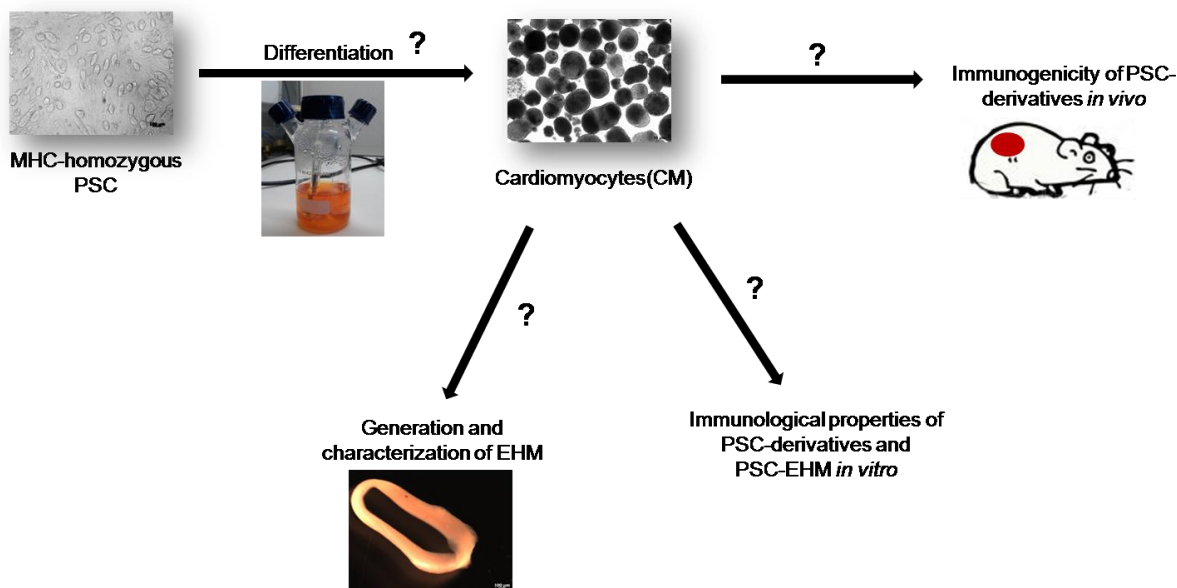 Differentiation ?
MHC-homozygous
PSC
Cardiomyocytes(CM)
?
Immunogenicity of PSC-
derivatives in vivo
?
?
Generation and
characterization of EHM
Immunological properties of
PSC-derivatives and
PSC-EHM in vitro